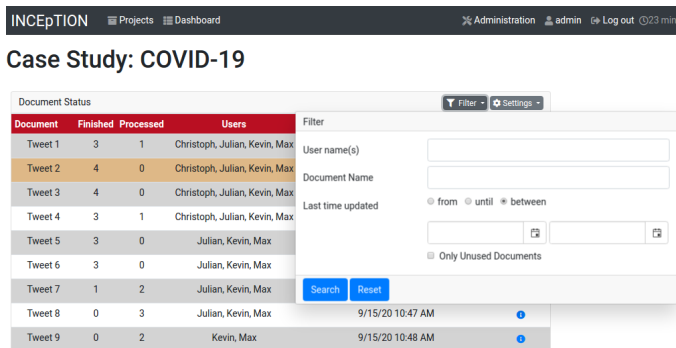 INCEpTION Projects Dashboard Administration admin Log out 23 min
Case Study: COVID-19
Document Status Filter Settings
Document Finished Processed Users
Tweet 1 3 1 Christoph, Julian, Kevin, Max
Tweet 2 4 0 Christoph, Julian, Kevin, Max
Tweet 3 4 0 Christoph, Julian, Kevin, Max
Tweet 4 3 1 Christoph, Julian, Kevin, Max
Tweet 5 3 0 Julian, Kevin, Max
Tweet 6 3 0 Julian, Kevin, Max
Tweet 7 1 2 Julian, Kevin, Max
Tweet 8 0 3 Julian, Kevin, Max 9/15/20 10:47 AM
Tweet 9 0 2 Kevin, Max 9/15/20 10:48 AM
Filter
User name(s)
Document Name
Last time updated from until between
Only Unused Documents
Search Reset